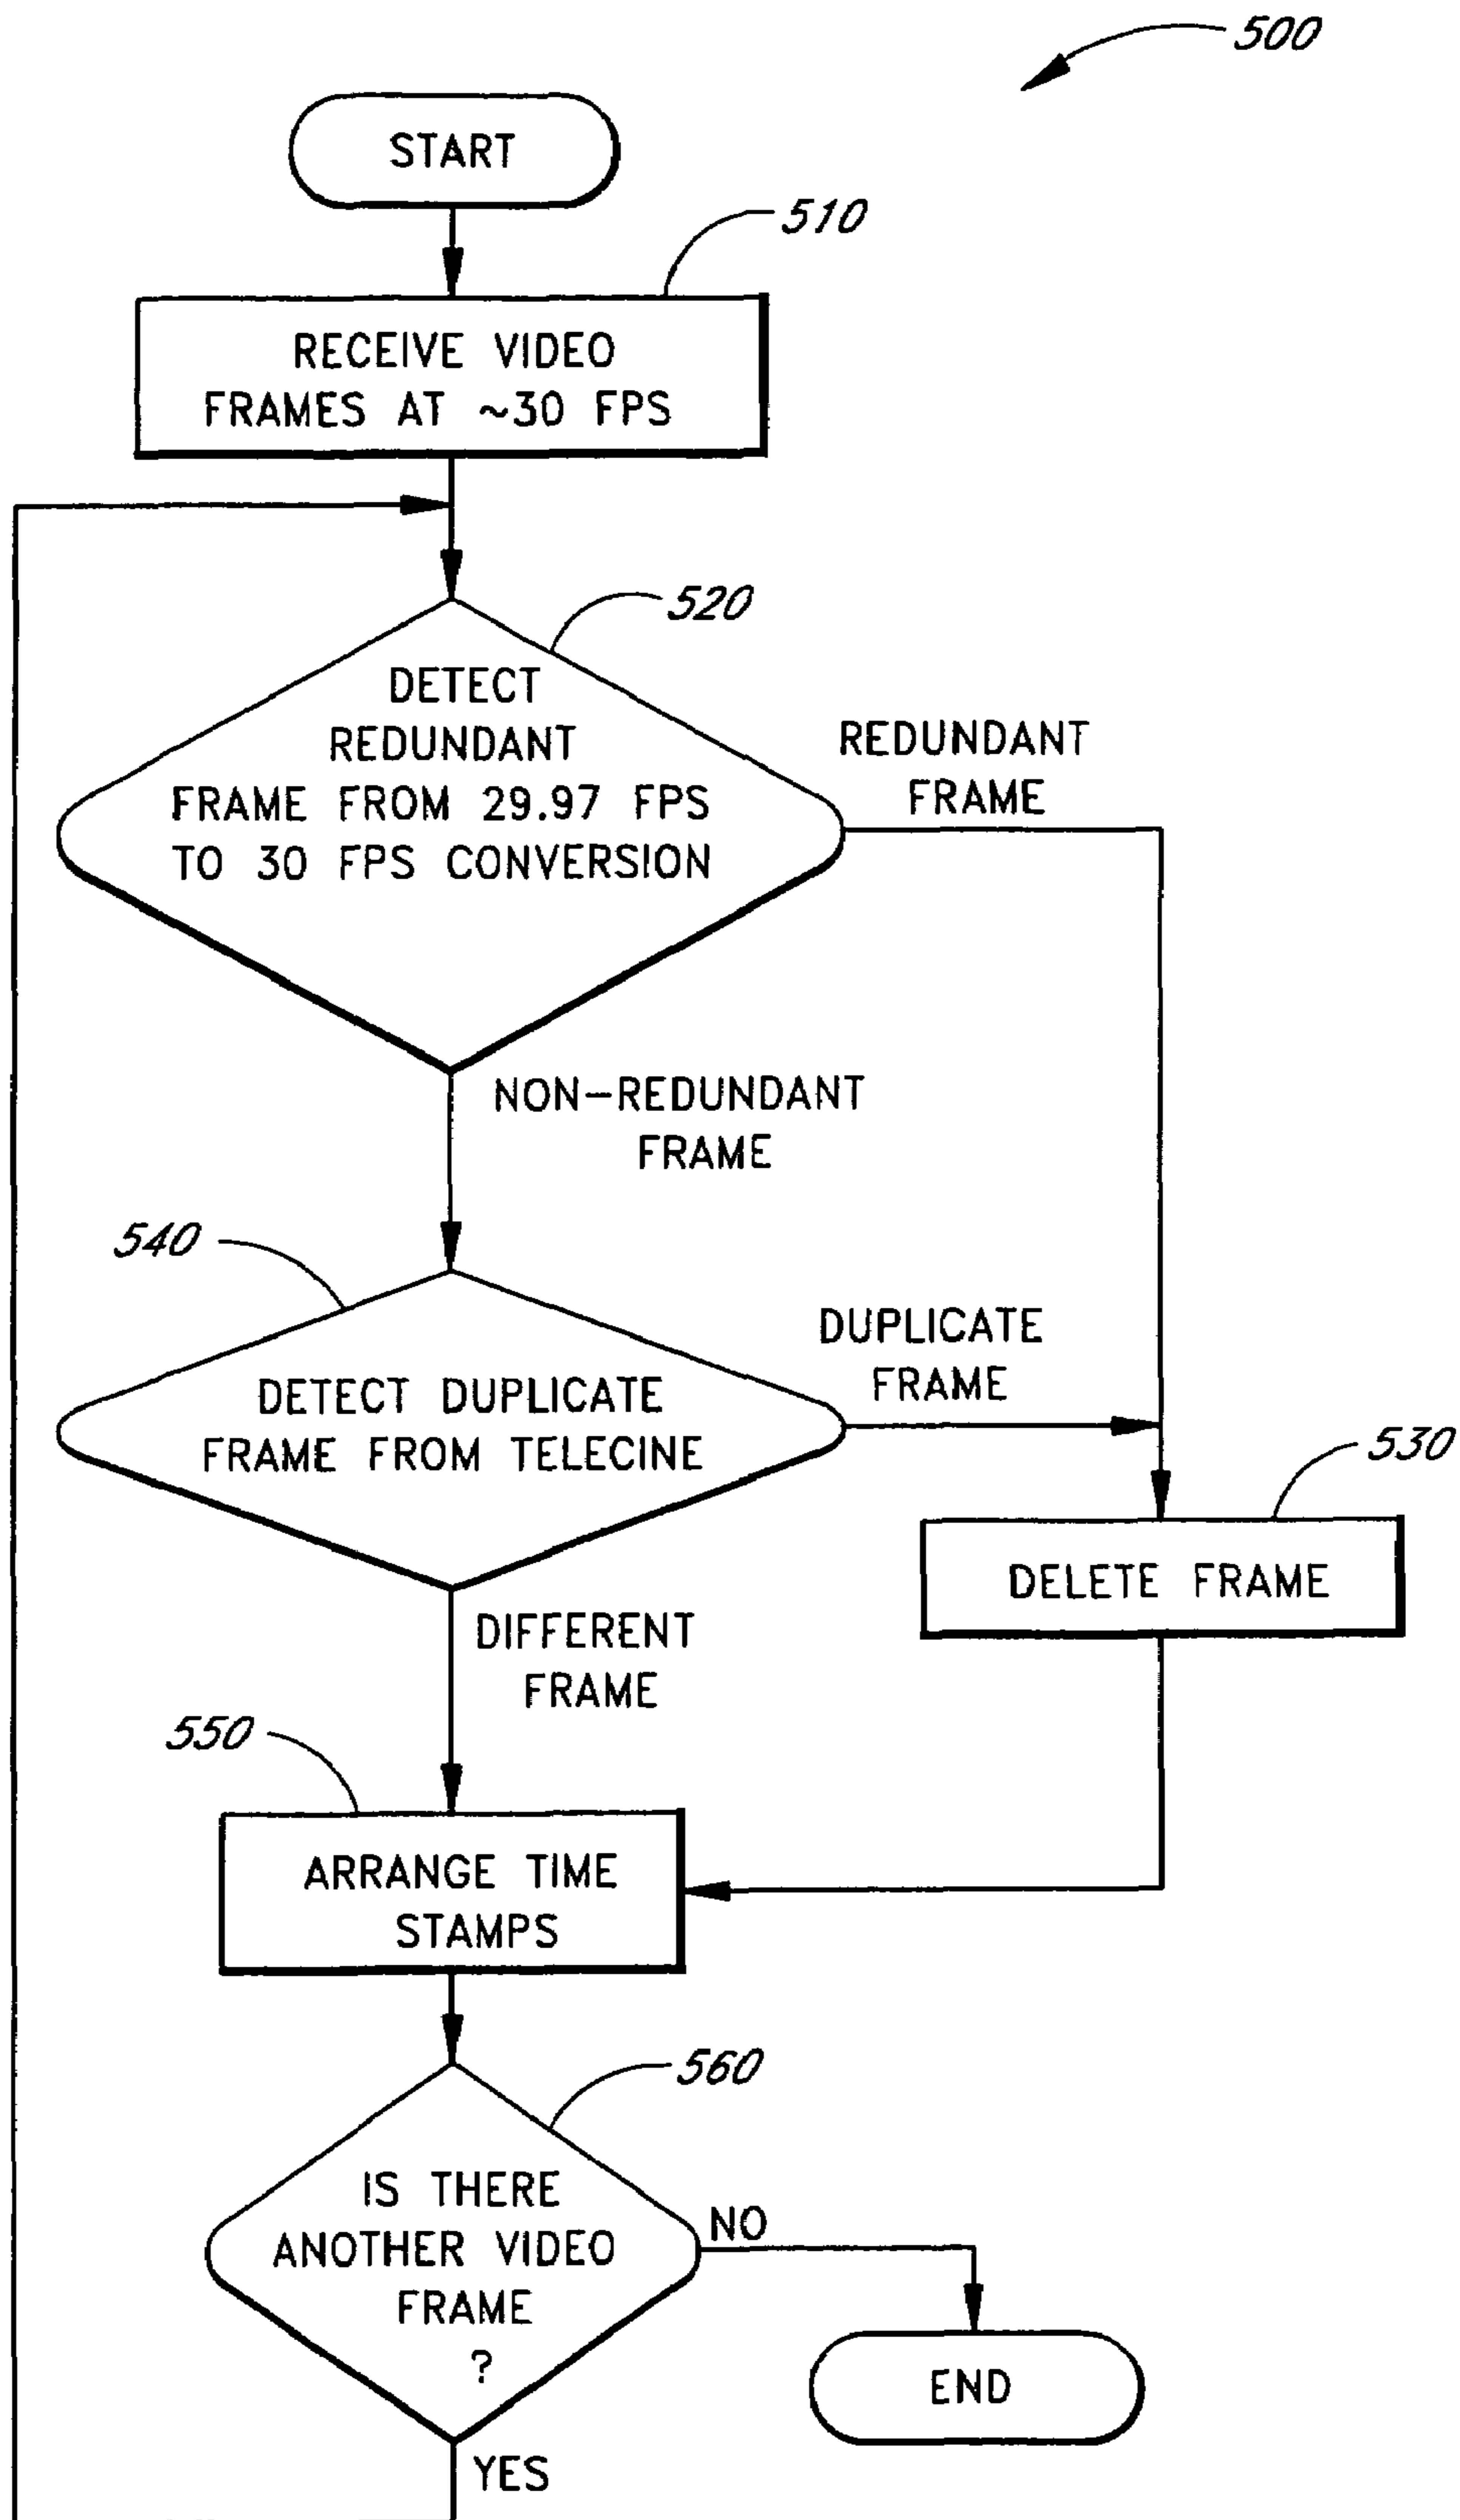 500
START
510
RECEIVE VIDEO
FRAMES AT ~30 FPS
520
DETECT
REDUNDANT
FRAME FROM 29.97 FPS
TO 30 FPS CONVERSION
REDUNDANT
FRAME
NON-REDUNDANT
FRAME
540
DETECT DUPLICATE
FRAME FROM TELECINE
DUPLICATE
FRAME
530
DELETE FRAME
DIFFERENT
FRAME
550
ARRANGE TIME
STAMPS
560
IS THERE
ANOTHER VIDEO
FRAME
?
NO
END
YES